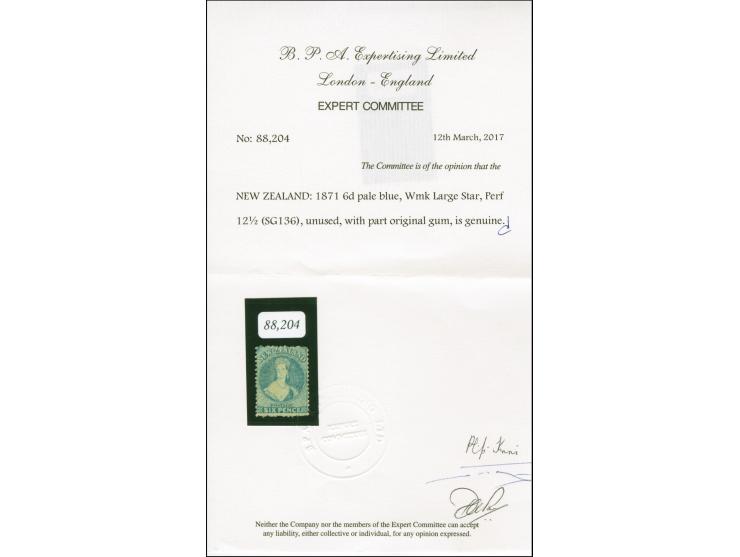 B. P. A. Expertising Limited
London - England
EXPERT COMMITTEE
No: 88,204 12th March, 2017
The Committee is of the opinion that the
NEW ZEALAND: 1871 6d pale blue, Wmk Large Star, Perf
12½ (SG136), unused, with part original gum, is genuine.
88,204
NEW ZEALAND
POSTAGE
SIX PENCE
Neither the Company nor the members of the Expert Committee can accept
any liability, either collective or individual, for any opinion expressed.